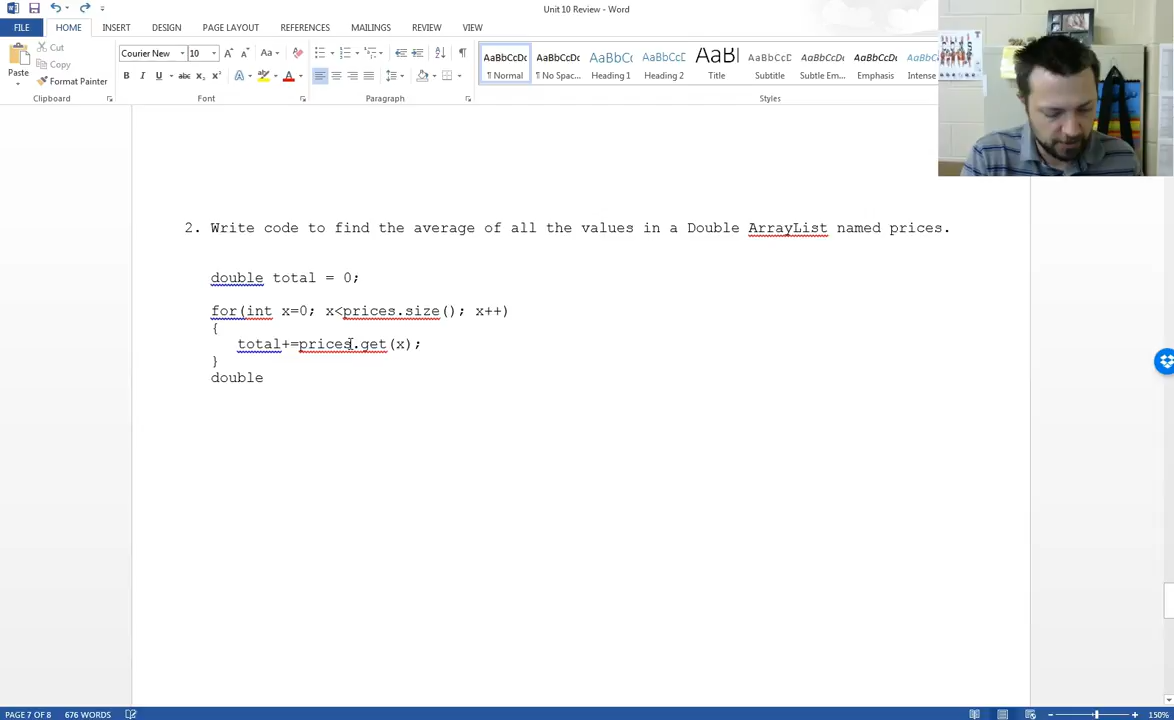 Unit 10 Review - Word
FILE HOME INSERT DESIGN PAGE LAYOUT REFERENCES MAILINGS REVIEW VIEW
Paste
Cut
Copy
Format Painter
Clipboard
Courier New 10
Font
Paragraph
AaBbCcDc AaBbCcDc AaBbC( AaBbCcC AaB( AaBbCcC AaBbCcDc AaBbCcDc AaBbCc
¶ Normal ¶ No Spac... Heading 1 Heading 2 Title Subtitle Subtle Em... Emphasis Intense
Styles
2. Write code to find the average of all the values in a Double ArrayList named prices.
double total = 0;
for(int x=0; x<prices.size(); x++)
{
total+=prices.get(x);
}
double
PAGE 7 OF 8 676 WORDS
150%